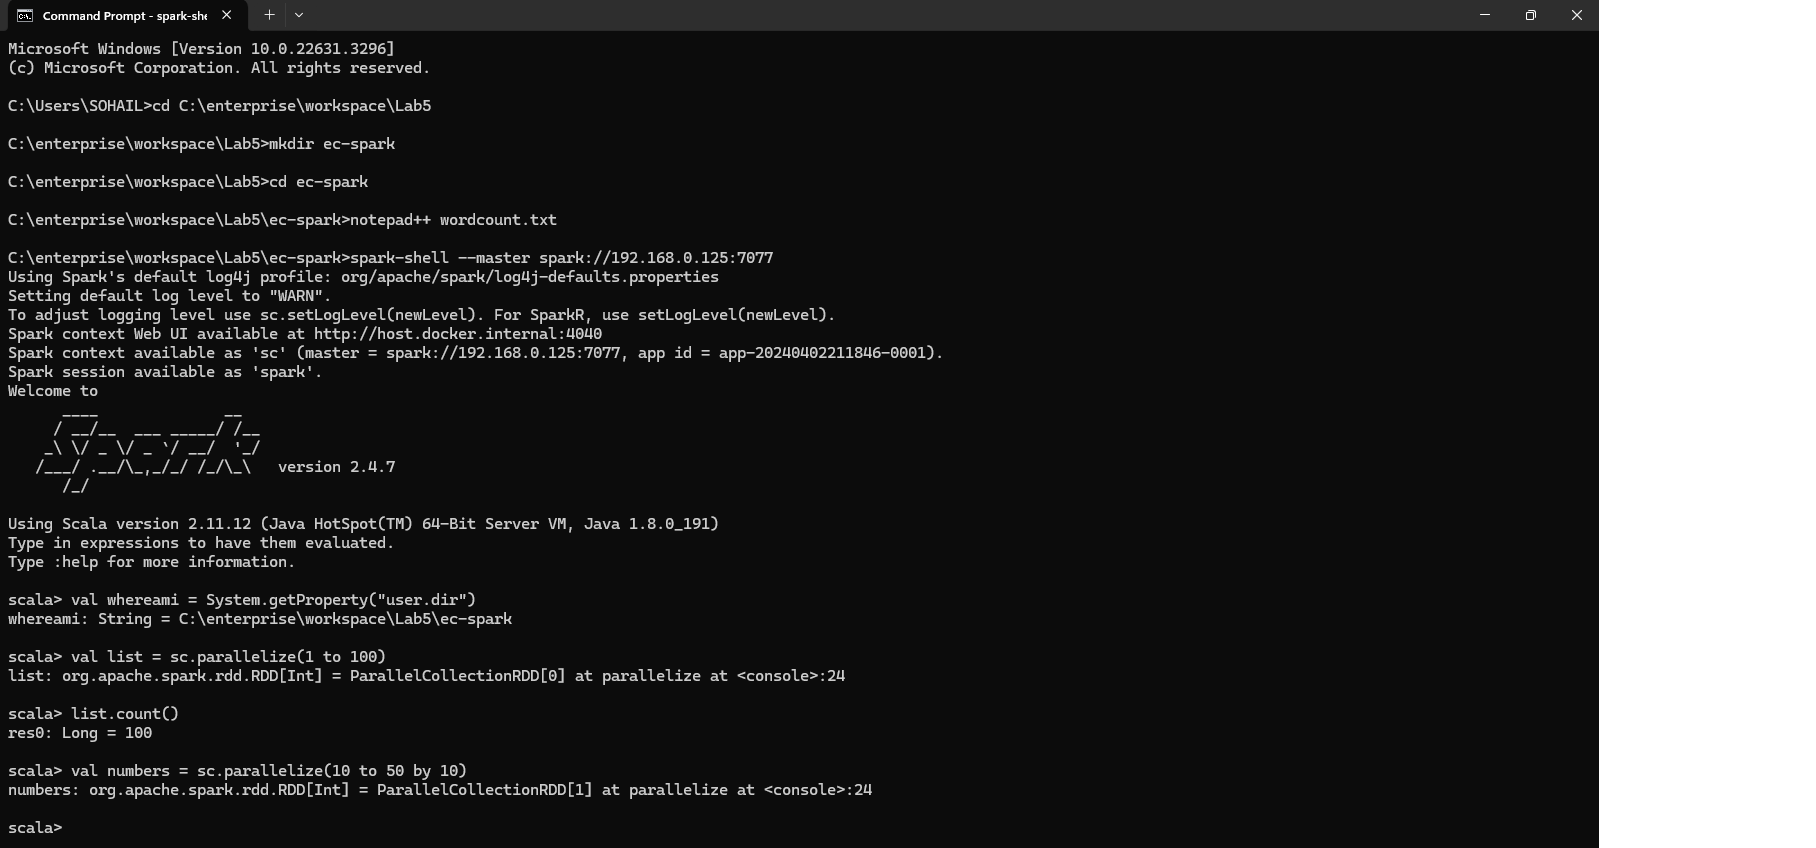 Command Prompt - spark-she
Microsoft Windows [Version 10.0.22631.3296]
(c) Microsoft Corporation. All rights reserved.
C:\Users\SOHAIL>cd C:\enterprise\workspace\Lab5
C:\enterprise\workspace\Lab5>mkdir ec-spark
C:\enterprise\workspace\Lab5>cd ec-spark
C:\enterprise\workspace\Lab5\ec-spark>notepad++ wordcount.txt
C:\enterprise\workspace\Lab5\ec-spark>spark-shell --master spark://192.168.0.125:7077
Using Spark's default log4j profile: org/apache/spark/log4j-defaults.properties
Setting default log level to "WARN".
To adjust logging level use sc.setLogLevel(newLevel). For SparkR, use setLogLevel(newLevel).
Spark context Web UI available at http://host.docker.internal:4040
Spark context available as 'sc' (master = spark://192.168.0.125:7077, app id = app-20240402211846-0001).
Spark session available as 'spark'.
Welcome to
      ____              __
     / __/__  ___ _____/ /__
    _\ \/ _ \/ _ `/ __/  '_/
   /___/ .__/\_,_/_/ /_/\_\   version 2.4.7
      /_/
Using Scala version 2.11.12 (Java HotSpot(TM) 64-Bit Server VM, Java 1.8.0_191)
Type in expressions to have them evaluated.
Type :help for more information.
scala> val whereami = System.getProperty("user.dir")
whereami: String = C:\enterprise\workspace\Lab5\ec-spark
scala> val list = sc.parallelize(1 to 100)
list: org.apache.spark.rdd.RDD[Int] = ParallelCollectionRDD[0] at parallelize at <console>:24
scala> list.count()
res0: Long = 100
scala> val numbers = sc.parallelize(10 to 50 by 10)
numbers: org.apache.spark.rdd.RDD[Int] = ParallelCollectionRDD[1] at parallelize at <console>:24
scala>